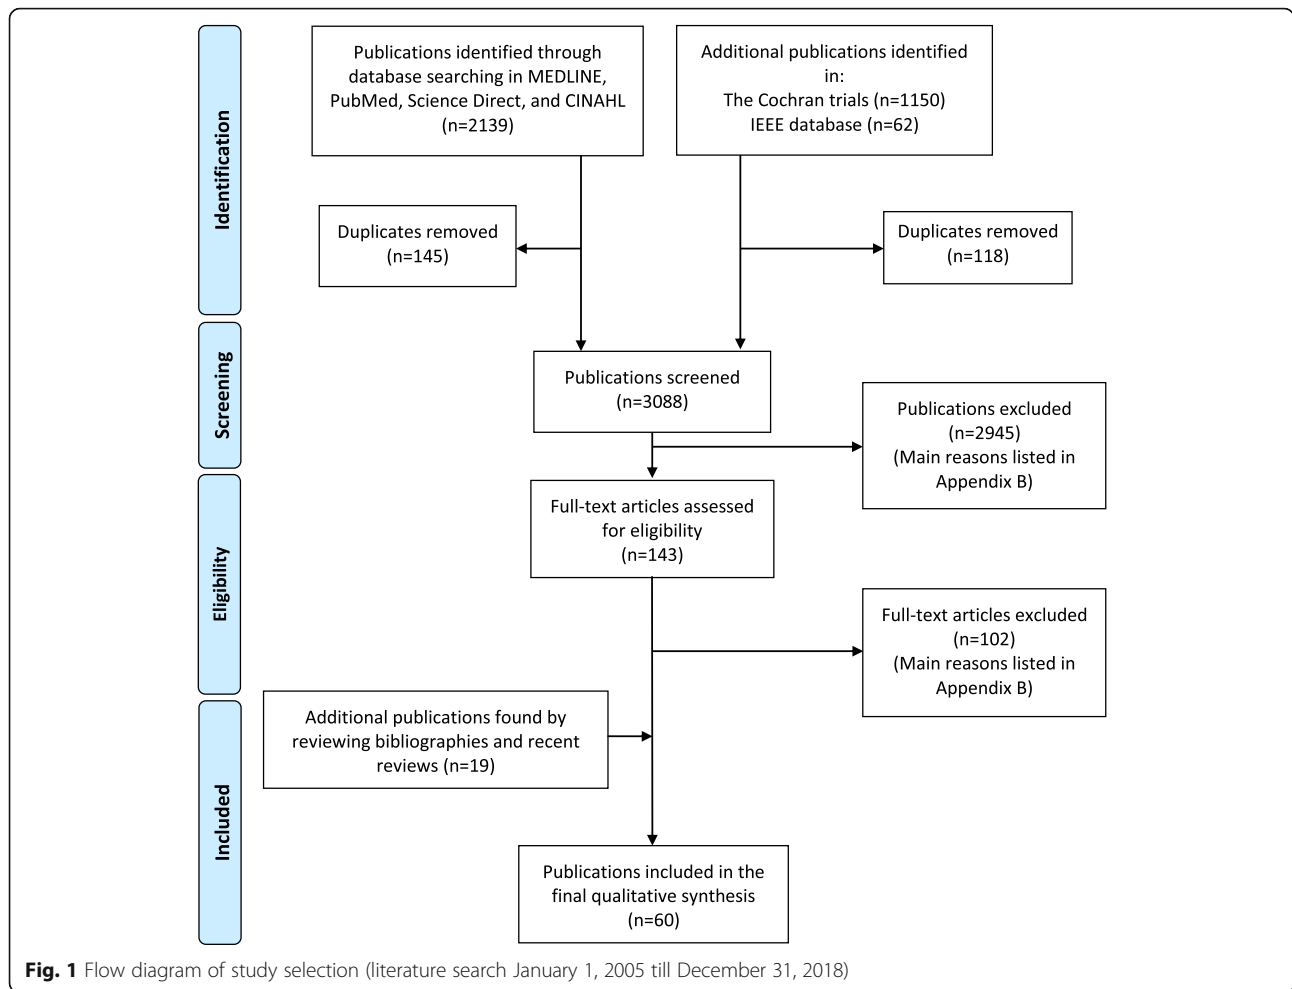 Identification
Publications identified through
database searching in MEDLINE,
PubMed, Science Direct, and CINAHL
(n=2139)
Additional publications identified
in:
The Cochran trials (n=1150)
IEEE database (n=62)
Duplicates removed
(n=145)
Duplicates removed
(n=118)
Screening
Publications screened
(n=3088)
Publications excluded
(n=2945)
(Main reasons listed in
Appendix B)
Eligibility
Full-text articles assessed
for eligibility
(n=143)
Full-text articles excluded
(n=102)
(Main reasons listed in
Appendix B)
Included
Additional publications found by
reviewing bibliographies and recent
reviews (n=19)
Publications included in the
final qualitative synthesis
(n=60)
Fig. 1 Flow diagram of study selection (literature search January 1, 2005 till December 31, 2018)